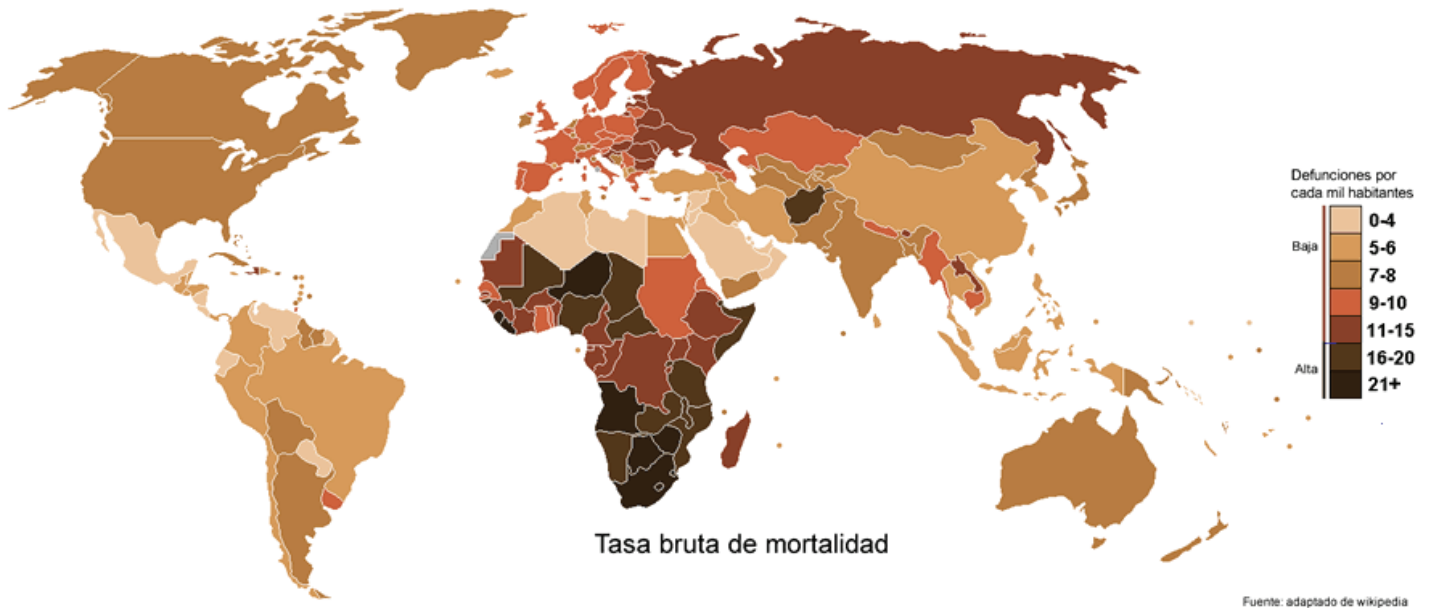 Defunciones por
cada mil habitantes
0-4
Baja
5-6
7-8
9-10
11-15
16-20
Alta
21+
Tasa bruta de mortalidad
Fuente: adaptado de wikipedia